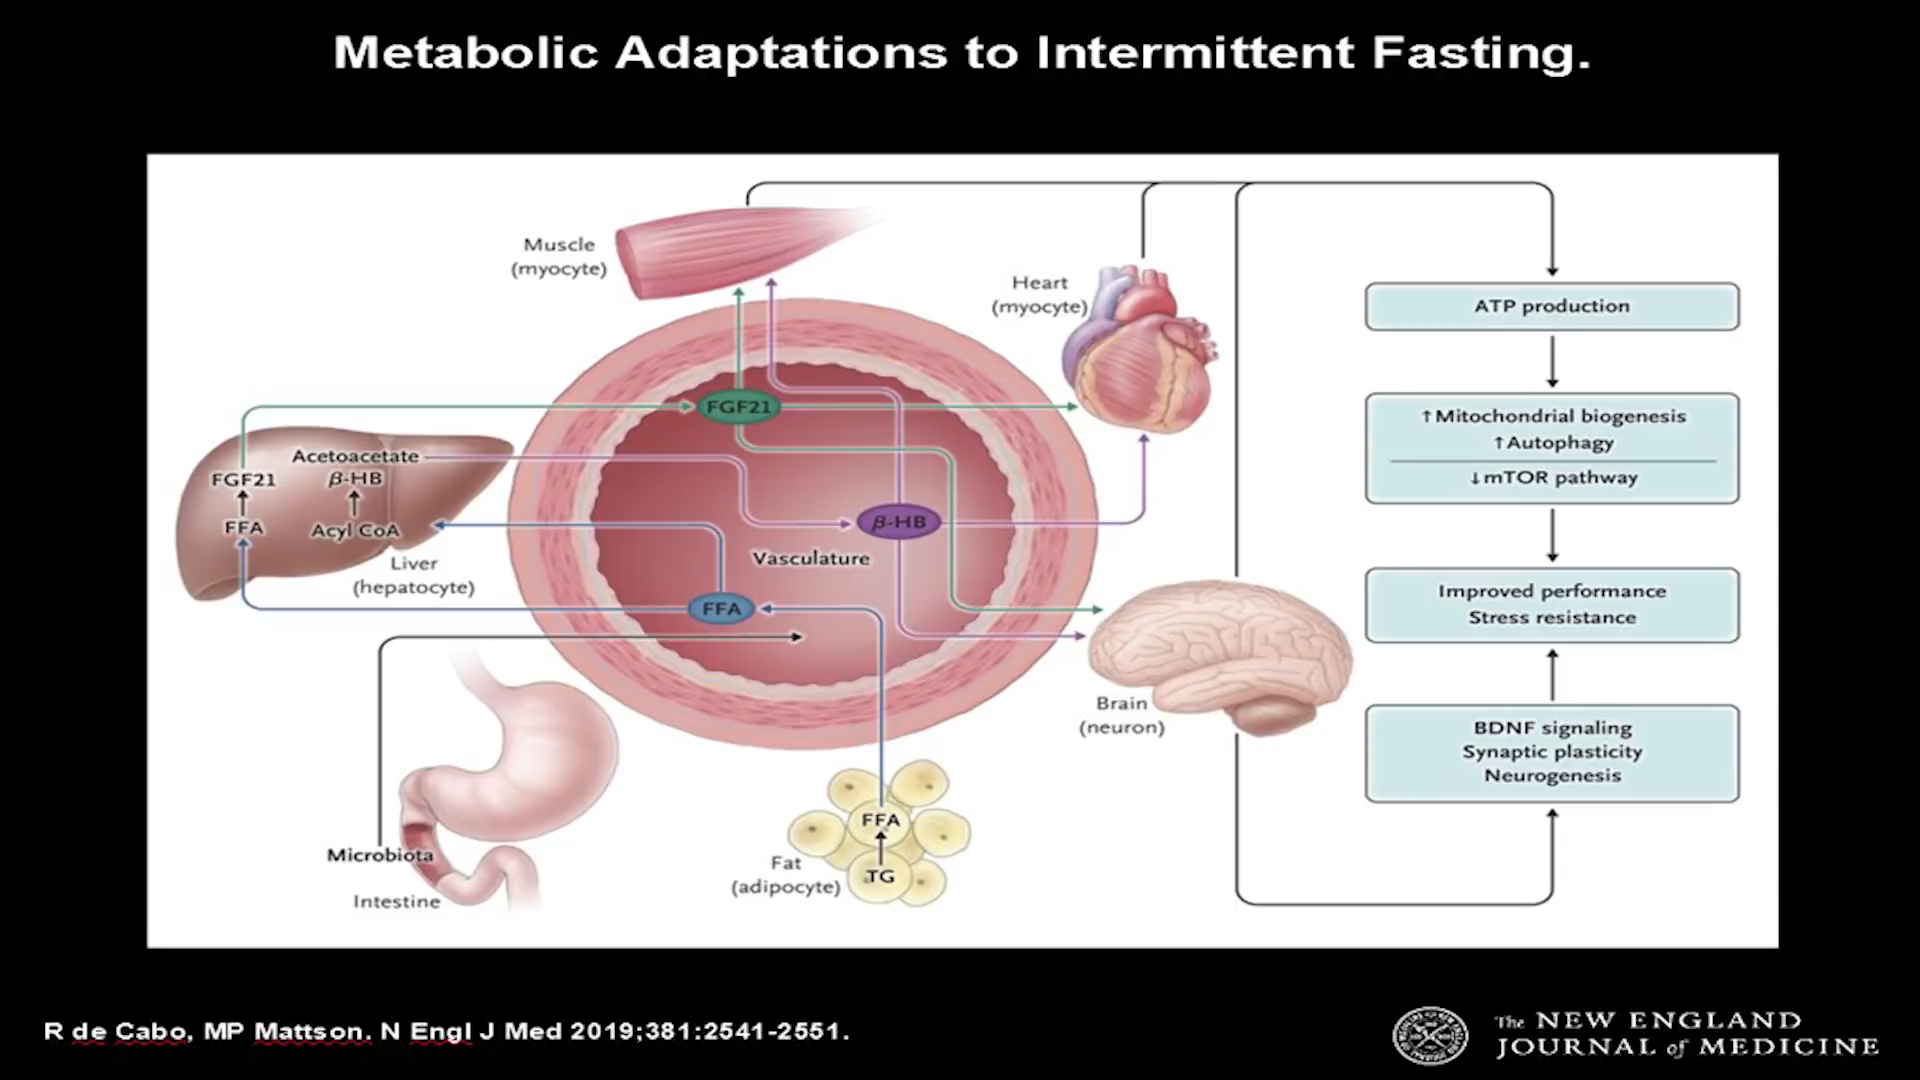 Metabolic Adaptations to Intermittent Fasting.
Muscle
(myocyte)
Heart
(myocyte)
FGF21
Acetoacetate
β-HB
FGF21
FFA
Acyl CoA
Liver
(hepatocyte)
β-HB
Vasculature
FFA
Brain
(neuron)
Microbiota
Intestine
FFA
TG
Fat
(adipocyte)
ATP production
↑Mitochondrial biogenesis
↑Autophagy
↓mTOR pathway
Improved performance
Stress resistance
BDNF signaling
Synaptic plasticity
Neurogenesis
R de Cabo, MP Mattson. N Engl J Med 2019;381:2541-2551.
The NEW ENGLAND
JOURNAL of MEDICINE